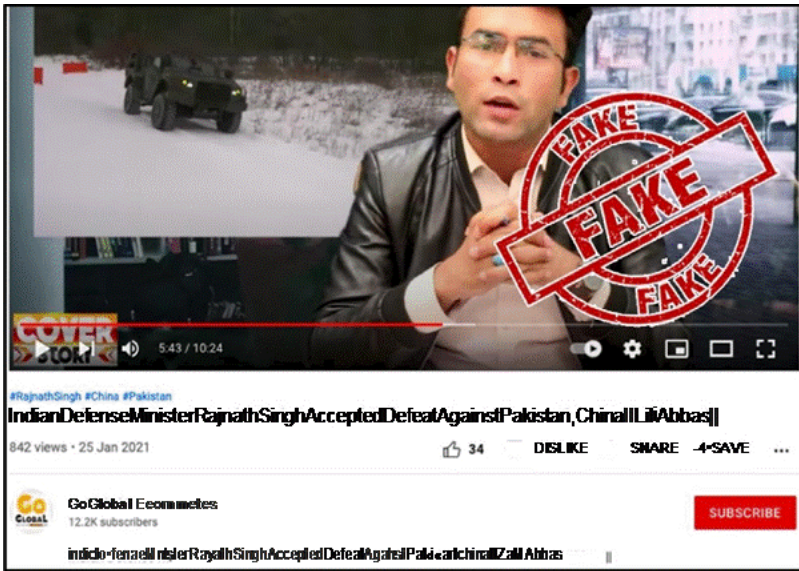 FAKE
FAKE
FAKE
COVER
STORY
5:43 / 10:24
#RajnathSingh #China #Pakistan
IndianDefenseMinisterRajnathSinghAcceptedDefeatAgainstPakistan,China||
842 views • 25 Jan 2021
34 DISLIKE SHARE SAVE ...
GO
GLOBAL
GoGlobal
12.2K subscribers
SUBSCRIBE
SinghAcceptedDefeat